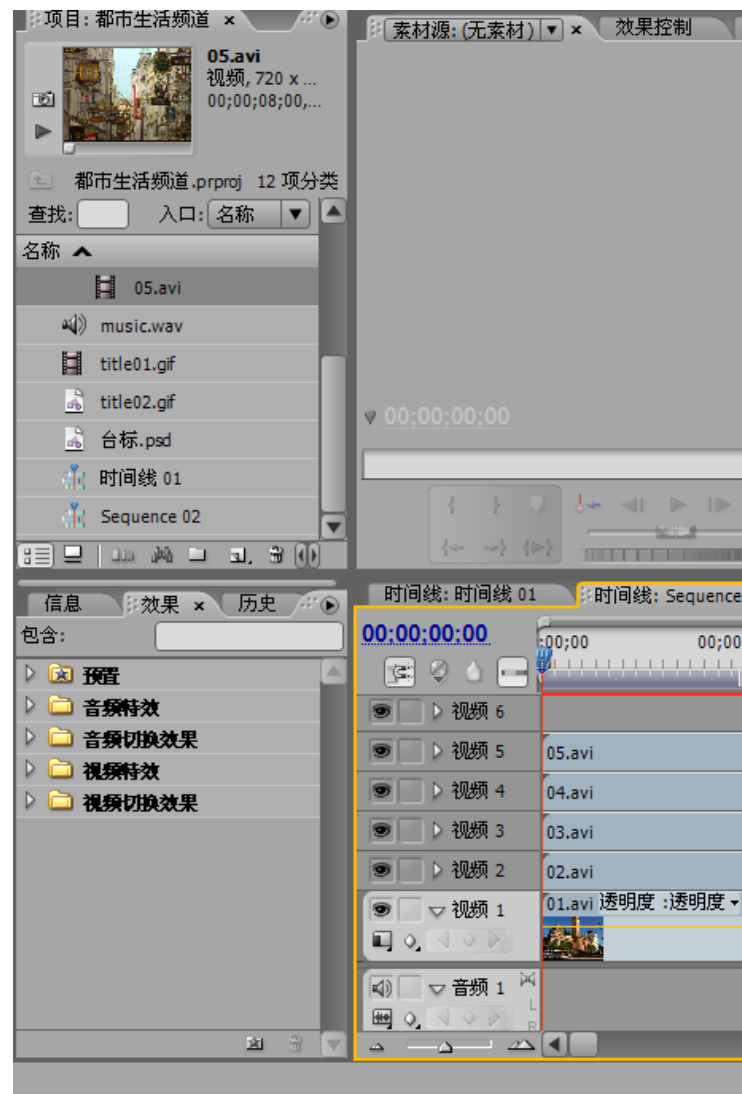 项目: 都市生活频道 ×
05.avi
视频, 720 x ...
00;00;08;00,...
都市生活频道.prproj 12 项分类
查找: 入口: 名称
名称
05.avi
music.wav
title01.gif
title02.gif
台标.psd
时间线 01
Sequence 02
素材源: (无素材) ×
效果控制
00;00;00;00
信息
效果 ×
历史
包含:
预置
音频特效
音频切换效果
视频特效
视频切换效果
时间线: 时间线 01
时间线: Sequence
00:00:00:00
:00;00
00;00
视频 6
视频 5
05.avi
视频 4
04.avi
视频 3
03.avi
视频 2
02.avi
视频 1
01.avi 透明度 :透明度
音频 1
L
R